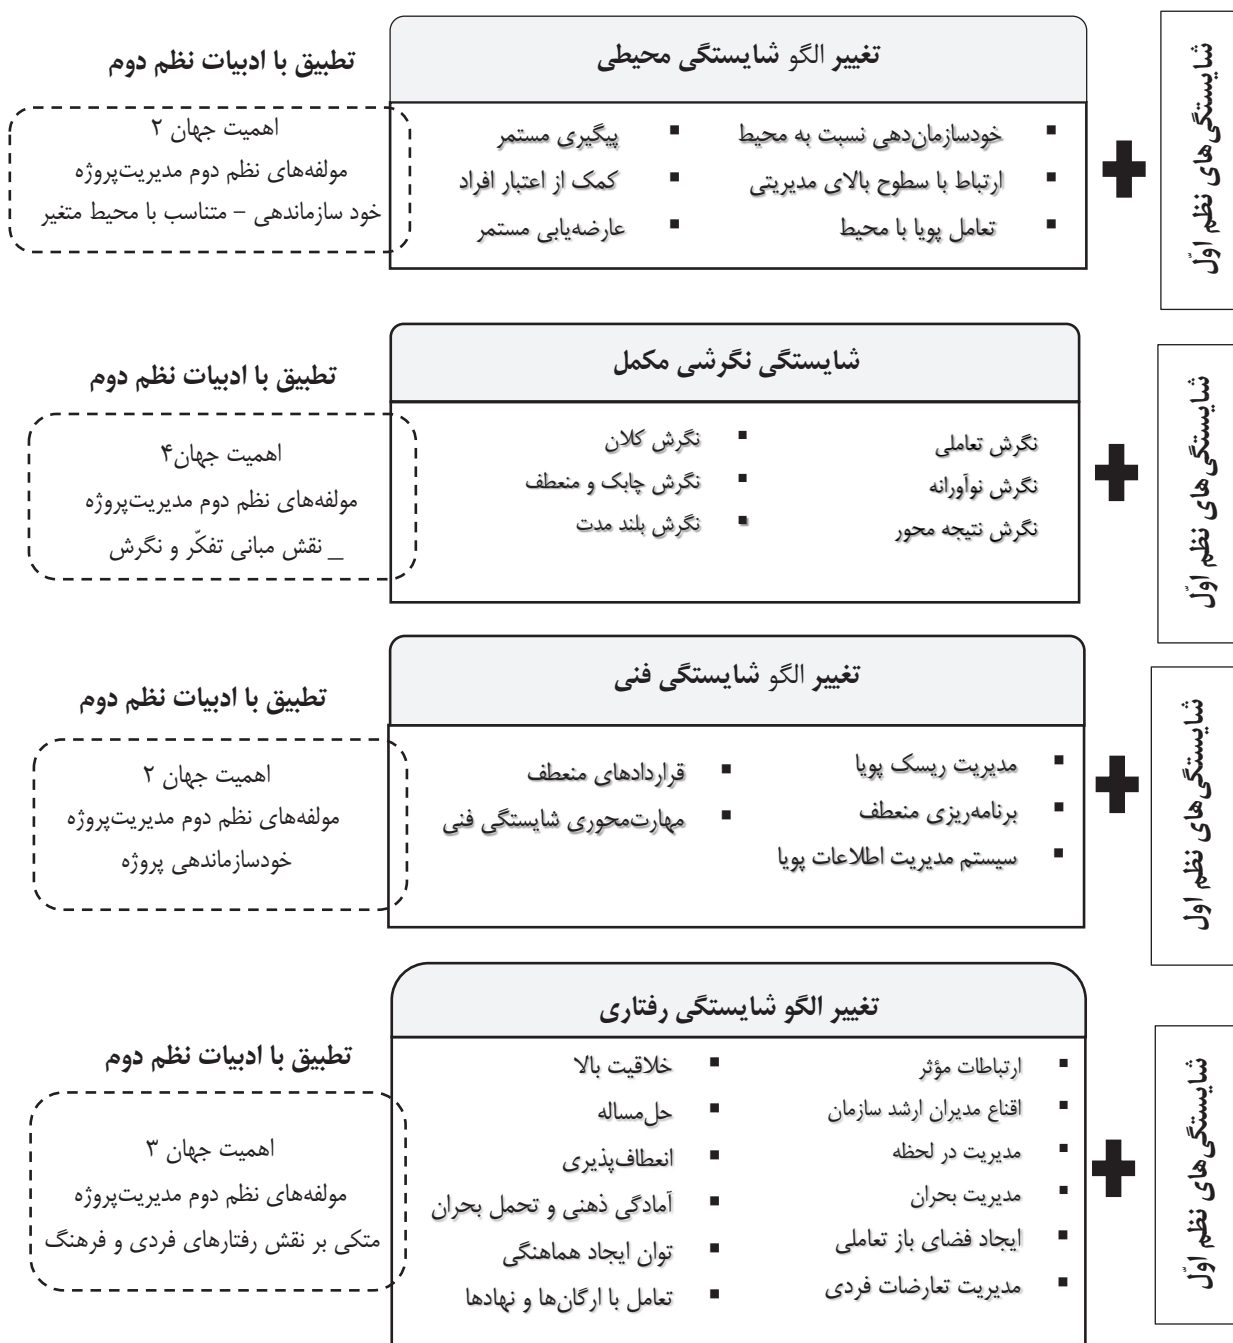 شایستگی‌های نظم اوّل
تغییر الگو شایستگی محیطی
خودسازمان‌دهی نسبت به محیط
ارتباط با سطوح بالای مدیریتی
تعامل پویا با محیط
پیگیری مستمر
کمک از اعتبار افراد
عارضه‌یابی مستمر
تطبیق با ادبیات نظم دوم
اهمیت جهان ۲
مولفه‌های نظم دوم مدیریت‌پروژه
خود سازماندهی – متناسب با محیط متغیر
شایستگی‌های نظم اوّل
شایستگی نگرشی مکمل
نگرش تعاملی
نگرش نوآورانه
نگرش نتیجه محور
نگرش کلان
نگرش چابک و منعطف
نگرش بلند مدت
تطبیق با ادبیات نظم دوم
اهمیت جهان۴
مولفه‌های نظم دوم مدیریت‌پروژه
_ نقش مبانی تفکّر و نگرش
شایستگی‌های نظم اول
تغییر الگو شایستگی فنی
مدیریت ریسک پویا
برنامه‌ریزی منعطف
سیستم مدیریت اطلاعات پویا
قراردادهای منعطف
مهارت‌محوری شایستگی فنی
تطبیق با ادبیات نظم دوم
اهمیت جهان ۲
مولفه‌های نظم دوم مدیریت‌پروژه
خودسازماندهی پروژه
شایستگی‌های نظم اوّل
تغییر الگو شایستگی رفتاری
ارتباطات مؤثر
اقناع مدیران ارشد سازمان
مدیریت در لحظه
مدیریت بحران
ایجاد فضای باز تعاملی
مدیریت تعارضات فردی
خلاقیت بالا
حل‌مساله
انعطاف‌پذیری
آمادگی ذهنی و تحمل بحران
توان ایجاد هماهنگی
تعامل با ارگان‌ها و نهادها
تطبیق با ادبیات نظم دوم
اهمیت جهان ۳
مولفه‌های نظم دوم مدیریت‌پروژه
متکی بر نقش رفتارهای فردی و فرهنگ